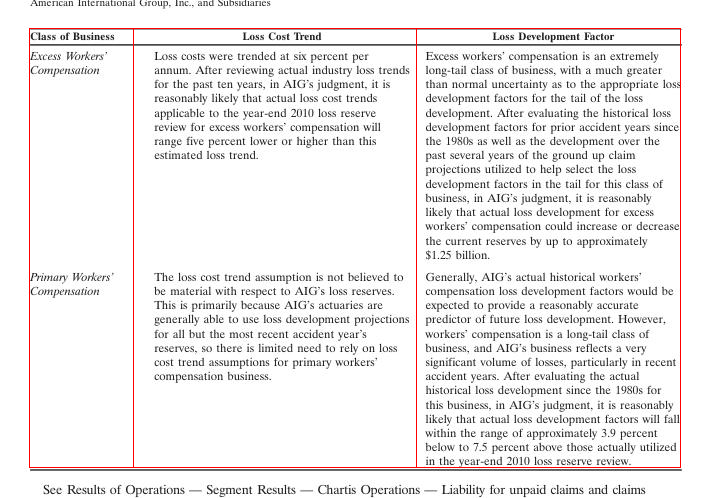 American International Group, Inc., and Subsidiaries
Class of Business Loss Cost Trend Loss Development Factor
Excess Workers’
Compensation
Loss costs were trended at six percent per
annum. After reviewing actual industry loss trends
for the past ten years, in AIG’s judgment, it is
reasonably likely that actual loss cost trends
applicable to the year-end 2010 loss reserve
review for excess workers’ compensation will
range five percent lower or higher than this
estimated loss trend.
Excess workers’ compensation is an extremely
long-tail class of business, with a much greater
than normal uncertainty as to the appropriate loss
development factors for the tail of the loss
development. After evaluating the historical loss
development factors for prior accident years since
the 1980s as well as the development over the
past several years of the ground up claim
projections utilized to help select the loss
development factors in the tail for this class of
business, in AIG’s judgment, it is reasonably
likely that actual loss development for excess
workers’ compensation could increase or decrease
the current reserves by up to approximately
$1.25 billion.
Primary Workers’
Compensation
The loss cost trend assumption is not believed to
be material with respect to AIG’s loss reserves.
This is primarily because AIG’s actuaries are
generally able to use loss development projections
for all but the most recent accident year’s
reserves, so there is limited need to rely on loss
cost trend assumptions for primary workers’
compensation business.
Generally, AIG’s actual historical workers’
compensation loss development factors would be
expected to provide a reasonably accurate
predictor of future loss development. However,
workers’ compensation is a long-tail class of
business, and AIG’s business reflects a very
significant volume of losses, particularly in recent
accident years. After evaluating the actual
historical loss development since the 1980s for
this business, in AIG’s judgment, it is reasonably
likely that actual loss development factors will fall
within the range of approximately 3.9 percent
below to 7.5 percent above those actually utilized
in the year-end 2010 loss reserve review.
See Results of Operations — Segment Results — Chartis Operations — Liability for unpaid claims and claims